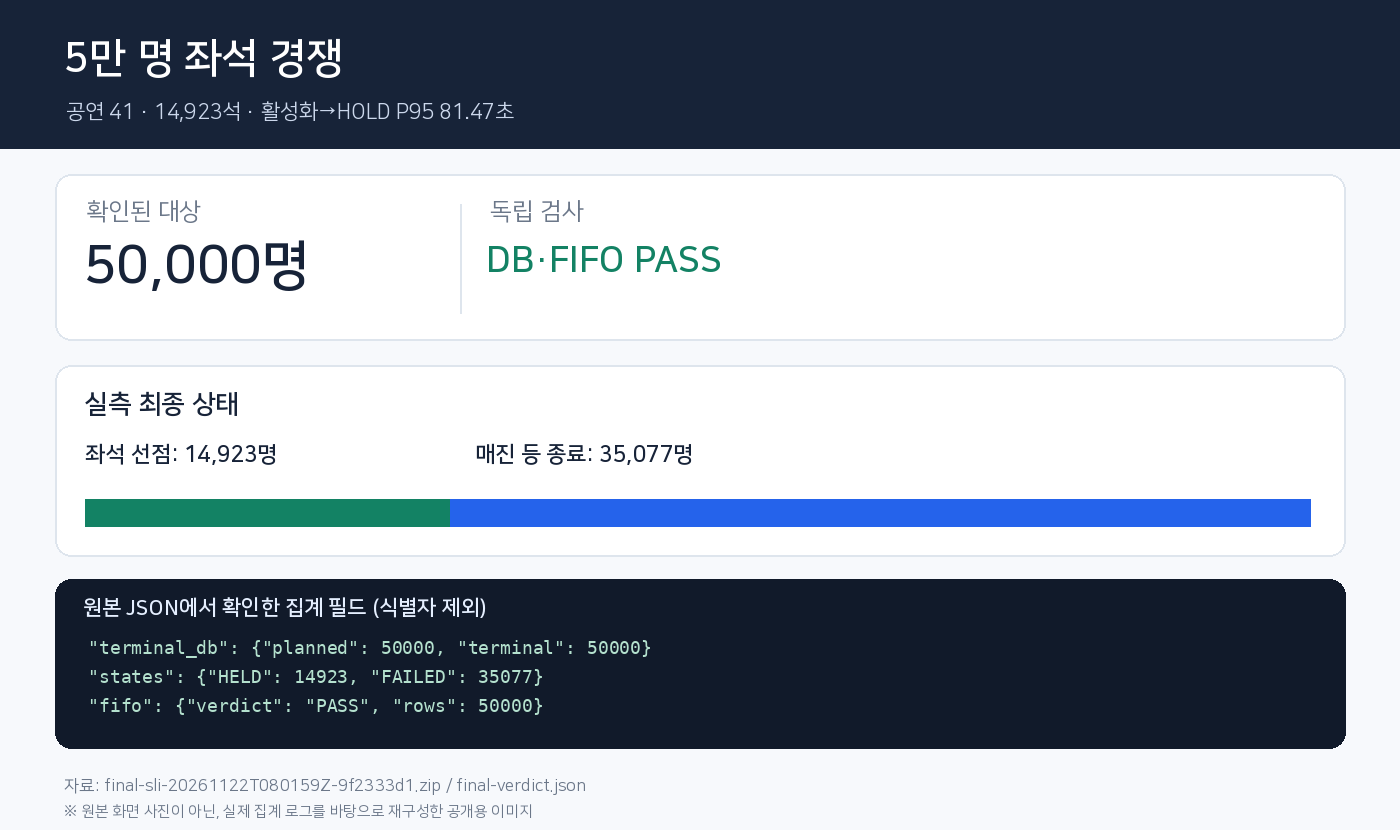 5만 명 좌석 경쟁
공연 41 · 14,923석 · 활성화→HOLD P95 81.47초
확인된 대상
50,000명
독립 검사
DB·FIFO PASS
실측 최종 상태
좌석 선점: 14,923명
매진 등 종료: 35,077명
원본 JSON에서 확인한 집계 필드 (식별자 제외)
"terminal_db": {"planned": 50000, "terminal": 50000}
"states": {"HELD": 14923, "FAILED": 35077}
"fifo": {"verdict": "PASS", "rows": 50000}
자료: final-sli-20261122T080159Z-9f2333d1.zip / final-verdict.json
※ 원본 화면 사진이 아닌, 실제 집계 로그를 바탕으로 재구성한 공개용 이미지